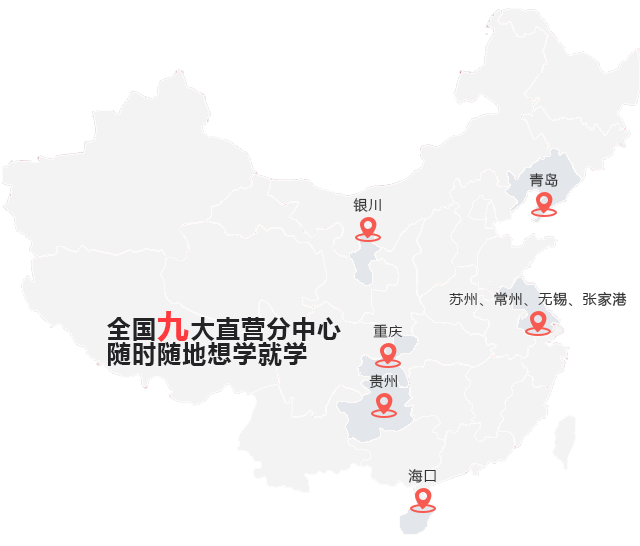 青岛
银川
苏州、常州、无锡、张家港
全国九大直营分中心
随时随地想学就学
重庆
贵州
海口